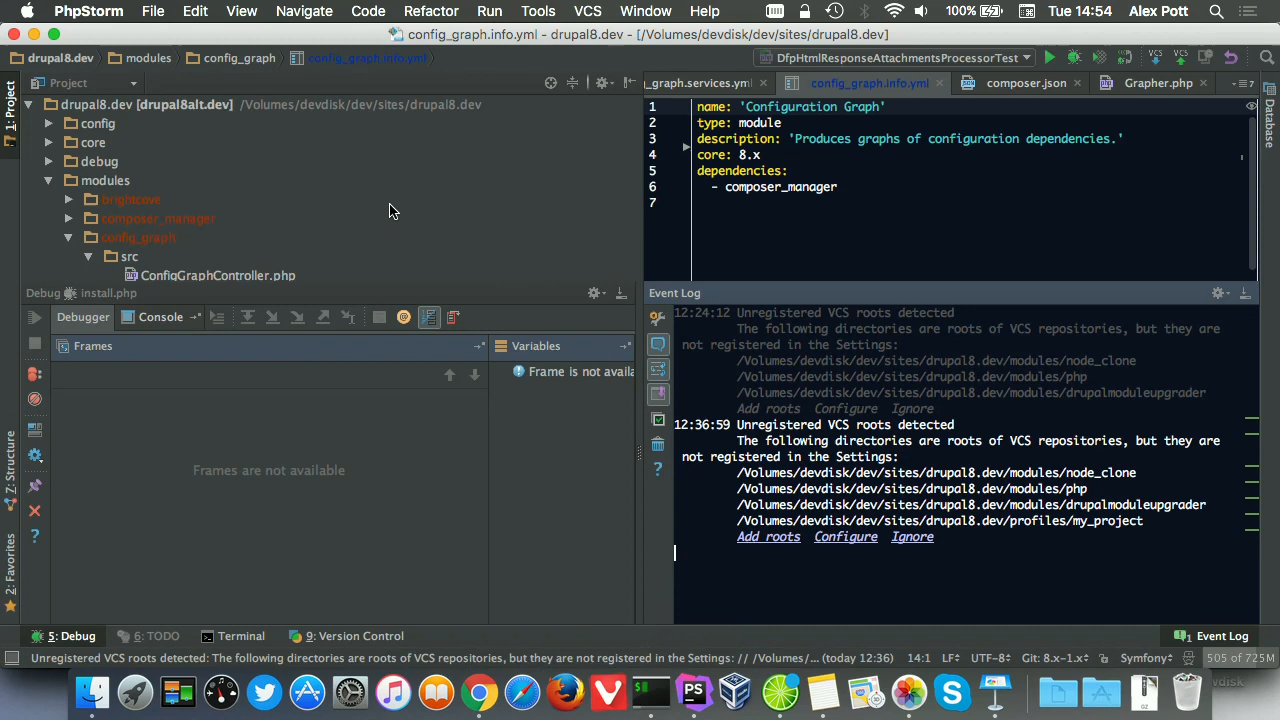 PhpStorm File Edit View Navigate Code Refactor Run Tools VCS Window Help 100% Tue 14:54 Alex Pott
config_graph.info.yml - drupal8.dev - [/Volumes/devdisk/dev/sites/drupal8.dev]
drupal8.dev modules config_graph config_graph.info.yml DfpHtmlResponseAttachmentsProcessorTest
Project
_graph.services.yml config_graph.info.yml composer.json Grapher.php
1: Project
Database
drupal8.dev [drupal8alt.dev] /Volumes/devdisk/dev/sites/drupal8.dev
config
core
debug
modules
brightcove
composer_manager
config_graph
src
ConfigGraphController.php
1 name: 'Configuration Graph'
2 type: module
3 description: 'Produces graphs of configuration dependencies.'
4 core: 8.x
5 dependencies:
6 - composer_manager
7
Debug install.php
Debugger Console
Frames
Variables
Frame is not availa
Frames are not available
Z: Structure
2: Favorites
Event Log
12:24:12 Unregistered VCS roots detected
The following directories are roots of VCS repositories, but they are
not registered in the Settings:
/Volumes/devdisk/dev/sites/drupal8.dev/modules/node_clone
/Volumes/devdisk/dev/sites/drupal8.dev/modules/php
/Volumes/devdisk/dev/sites/drupal8.dev/modules/drupalmoduleupgrader
Add roots Configure Ignore
12:36:59 Unregistered VCS roots detected
The following directories are roots of VCS repositories, but they are
not registered in the Settings:
/Volumes/devdisk/dev/sites/drupal8.dev/modules/node_clone
/Volumes/devdisk/dev/sites/drupal8.dev/modules/php
/Volumes/devdisk/dev/sites/drupal8.dev/modules/drupalmoduleupgrader
/Volumes/devdisk/dev/sites/drupal8.dev/profiles/my_project
Add roots Configure Ignore
5: Debug 6: TODO Terminal 9: Version Control 1 Event Log
Unregistered VCS roots detected: The following directories are roots of VCS repositories, but they are not registered in the Settings: // /Volumes/... (today 12:36) 14:1 LF UTF-8 Git: 8.x-1.x Symfony 505 of 725M